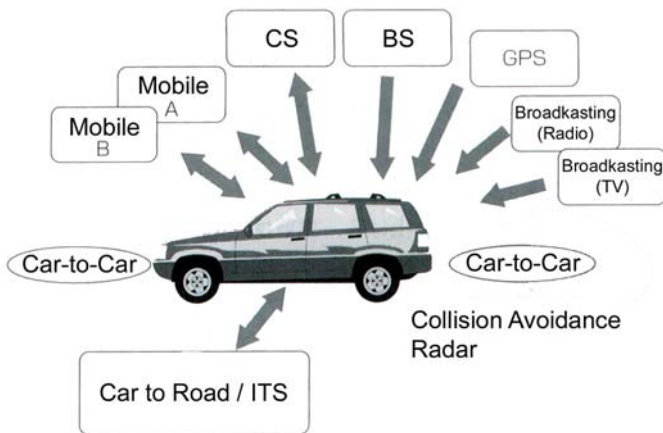 CS
BS
GPS
Mobile
A
Mobile
B
Broadkasting
(Radio)
Broadkasting
(TV)
Car-to-Car
Car-to-Car
Collision Avoidance
Radar
Car to Road / ITS